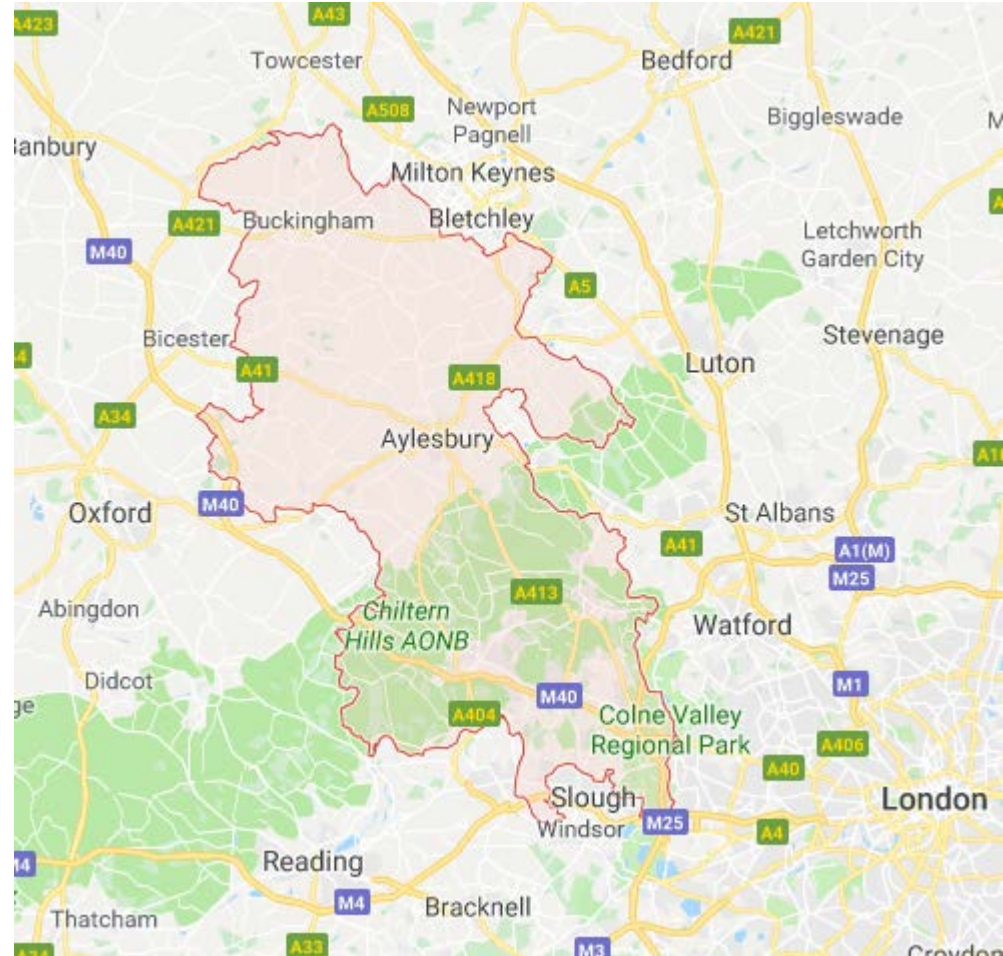 A423
A43
A421
Towcester
Bedford
A508
Newport
Pagnell
Biggleswade
M
Banbury
Milton Keynes
A421
Buckingham
Bletchley
M40
Letchworth
Garden City
A5
Bicester
Stevenage
A41
A418
Luton
A34
Aylesbury
M40
Oxford
St Albans
A41
A1(M)
M25
A413
Abingdon
Chiltern
Hills AONB
Watford
Didcot
ge
M40
M1
A404
Colne Valley
Regional Park
A406
A40
Slough
London
Windsor
M25
A4
Reading
M4
Bracknell
Thatcham
A33
M3
Croydon